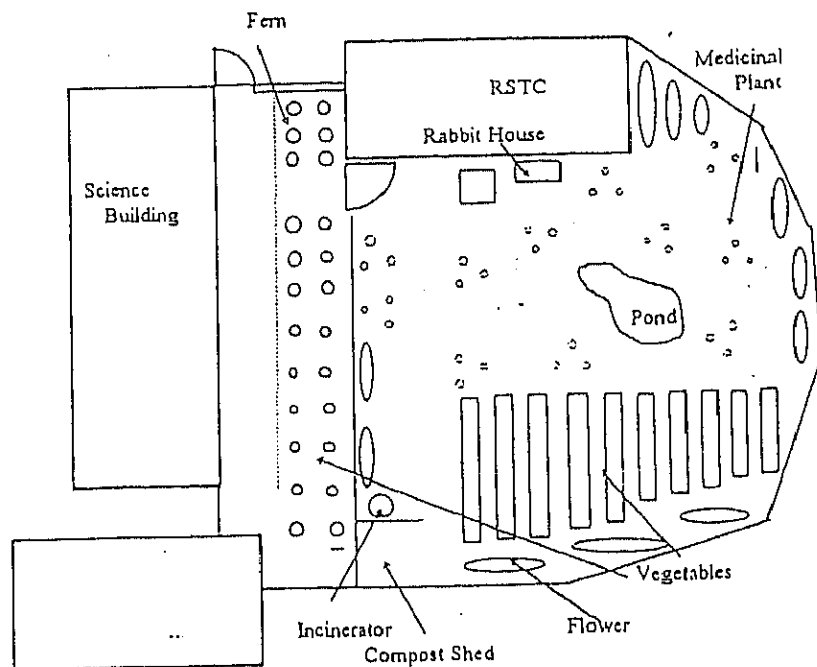 Fern
Medicinal
Plant
RSTC
Rabbit House
Science
Building
Pond
Vegetables
Incinerator
Flower
Compost Shed